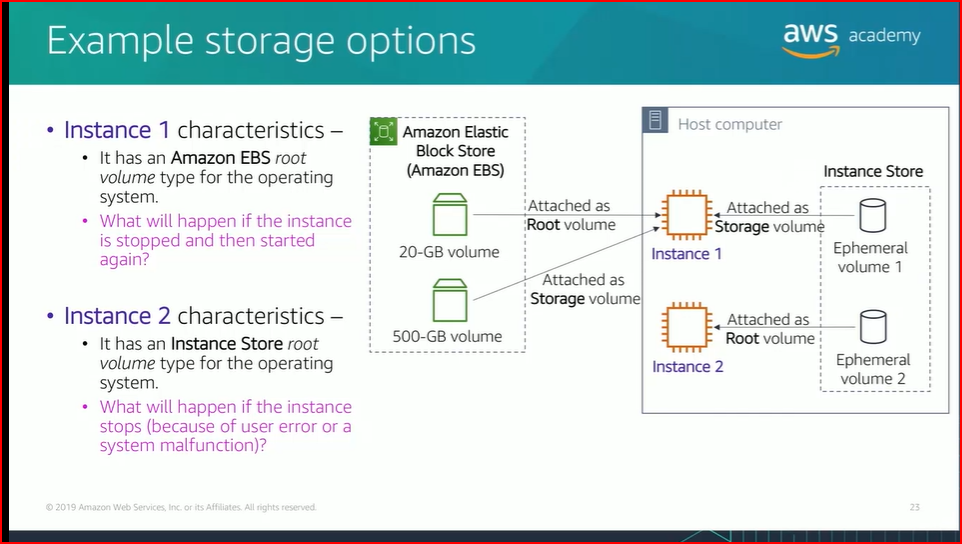 Example storage options
aws academy
• Instance 1 characteristics –
• It has an Amazon EBS root
volume type for the operating
system.
• What will happen if the instance
is stopped and then started
again?
• Instance 2 characteristics –
• It has an Instance Store root
volume type for the operating
system.
• What will happen if the instance
stops (because of user error or a
system malfunction)?
Amazon Elastic
Block Store
(Amazon EBS)
20-GB volume
500-GB volume
Attached as
Root volume
Attached as
Storage volume
Host computer
Instance 1
Instance 2
Attached as
Storage volume
Attached as
Root volume
Instance Store
Ephemeral
volume 1
Ephemeral
volume 2
© 2019 Amazon Web Services, Inc. or its Affiliates. All rights reserved.
23